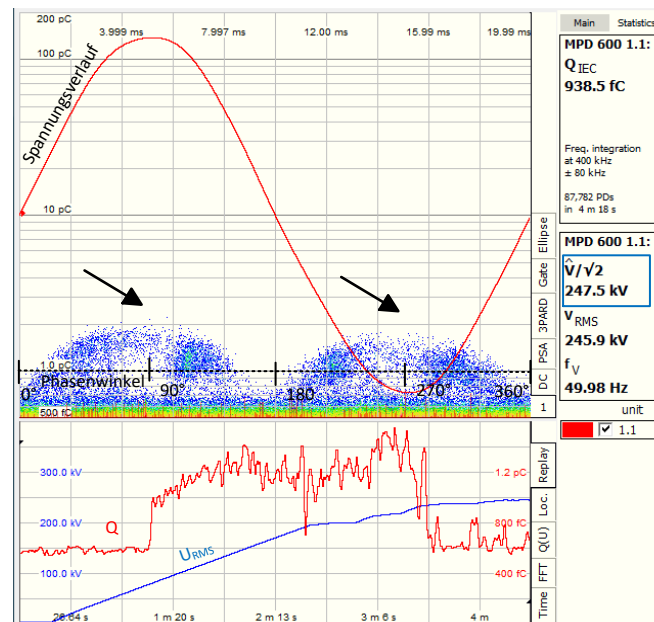 200 pC
3.999 ms
7.997 ms
12.00 ms
15.99 ms
19.99 ms
100 pC
Spannungsverlauf
10 pC
1.0 pC
Phasenwinkel
0°
90°
180
270°
360°
500 fC
Ellipse
Gate
3PARD
PSA
DC
1
300.0 kV
200.0 kV
100.0 kV
Q
URMS
1.2 pC
800 fC
400 fC
1 m 20 s
2 m 13 s
3 m 6 s
4 m
Replay
Loc.
Q(U)
FFT
Time
Main Statistics
MPD 600 1.1:
Q IEC
938.5 fC
Freq. integration
at 400 kHz
± 80 kHz
87,782 PDs
in 4 m 18 s
MPD 600 1.1:
V̂/√2
247.5 kV
V RMS
245.9 kV
f V
49.98 Hz
unit
1.1